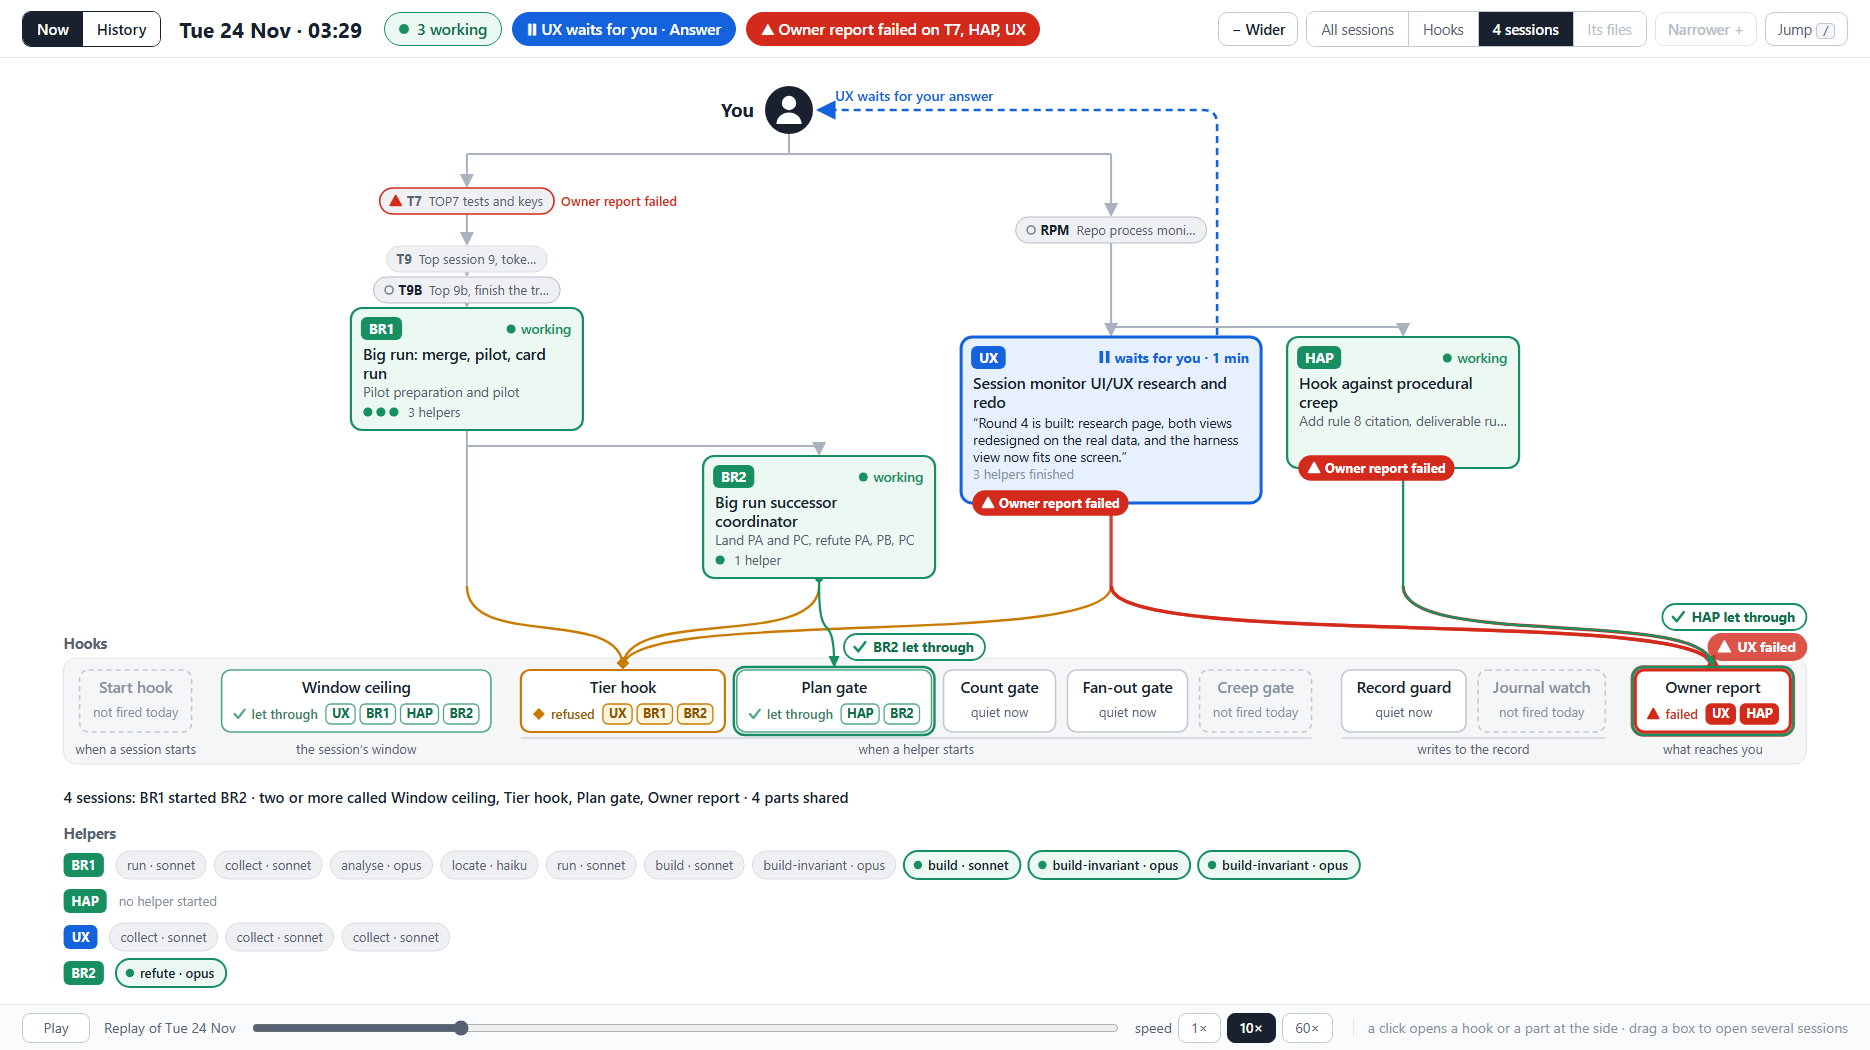 Now History Tue 24 Nov · 03:29 3 working UX waits for you · Answer Owner report failed on T7, HAP, UX − Wider All sessions Hooks 4 sessions Its files Narrower + Jump /
You
UX waits for your answer
T7 TOP7 tests and keys Owner report failed
RPM Repo process moni...
T9 Top session 9, toke...
T9B Top 9b, finish the tr...
BR1 working
Big run: merge, pilot, card
run
Pilot preparation and pilot
3 helpers
UX waits for you · 1 min
Session monitor UI/UX research and
redo
“Round 4 is built: research page, both views
redesigned on the real data, and the harness
view now fits one screen.”
3 helpers finished
Owner report failed
HAP working
Hook against procedural
creep
Add rule 8 citation, deliverable ru...
Owner report failed
BR2 working
Big run successor
coordinator
Land PA and PC, refute PA, PB, PC
1 helper
HAP let through
Hooks
BR2 let through
UX failed
Start hook
not fired today
when a session starts
Window ceiling
let through UX BR1 HAP BR2
the session's window
Tier hook
refused UX BR1 BR2
Plan gate
let through HAP BR2
Count gate
quiet now
Fan-out gate
quiet now
Creep gate
not fired today
when a helper starts
Record guard
quiet now
Journal watch
not fired today
writes to the record
Owner report
failed UX HAP
what reaches you
4 sessions: BR1 started BR2 · two or more called Window ceiling, Tier hook, Plan gate, Owner report · 4 parts shared
Helpers
BR1 run · sonnet collect · sonnet analyse · opus locate · haiku run · sonnet build · sonnet build-invariant · opus build · sonnet build-invariant · opus build-invariant · opus
HAP no helper started
UX collect · sonnet collect · sonnet collect · sonnet
BR2 refute · opus
Play Replay of Tue 24 Nov speed 1× 10× 60× a click opens a hook or a part at the side · drag a box to open several sessions